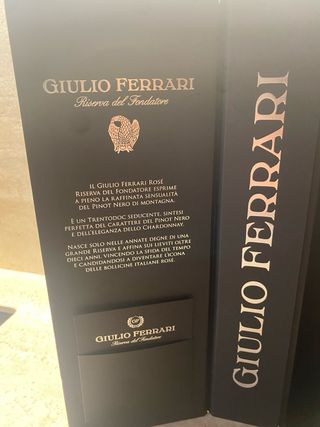 GIULIO FERRARI
Riserva del Fondatore
IL GIULIO FERRARI ROSÉ
RISERVA DEL FONDATORE ESPRIME
A PIENO LA RAFFINATA SENSUALITÀ
DEL PINOT NERO DI MONTAGNA.
È UN TRENTODOC SEDUCENTE, SINTESI
PERFETTA DEL CARATTERE DEL PINOT NERO
E DELL'ELEGANZA DELLO CHARDONNAY.
NASCE SOLO NELLE ANNATE DEGNE DI UNA
GRANDE RISERVA E AFFINA SUI LIEVITI OLTRE
DIECI ANNI, VINCENDO LA SFIDA DEL TEMPO
E CANDIDANDOSI A DIVENTARE L'ICONA
DELLE BOLLICINE ITALIANE ROSÉ.
GF
GIULIO FERRARI
Riserva del Fondatore
GIULIO FERRARI